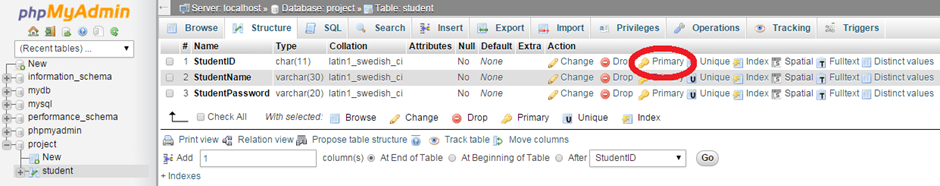 phpMyAdmin
(Recent tables) ...
New
information_schema
mydb
mysql
performance_schema
phpmyadmin
project
New
student
Server: localhost » Database: project » Table: student
Browse Structure SQL Search Insert Export Import Privileges Operations Tracking Triggers
# Name Type Collation Attributes Null Default Extra Action
1 StudentID char(11) latin1_swedish_ci No None Change Drop Primary Unique Index Spatial Fulltext Distinct values
2 StudentName varchar(30) latin1_swedish_ci No None Change Drop Primary Unique Index Spatial Fulltext Distinct values
3 StudentPassword varchar(20) latin1_swedish_ci No None Change Drop Primary Unique Index Spatial Fulltext Distinct values
Check All With selected: Browse Change Drop Primary Unique Index
Print view Relation view Propose table structure Track table Move columns
Add 1 column(s) At End of Table At Beginning of Table After StudentID Go
+ Indexes